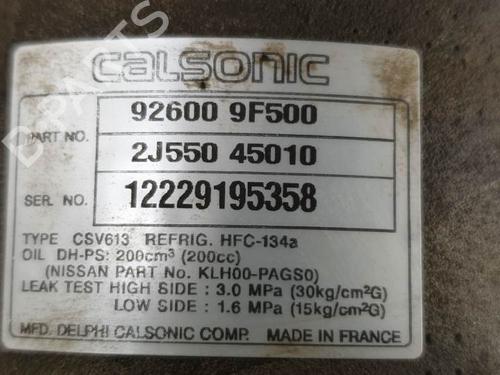 calsonic
92600 9F500
PART NO.
2J550 45010
SER. NO. 12229195358
TYPE CSV613 REFRIG. HFC-134a
OIL DH-PS: 200cm³ (200cc)
(NISSAN PART No. KLH00-PAGS0)
LEAK TEST HIGH SIDE : 3.0 MPa (30kg/cm²G)
LOW SIDE : 1.6 MPa (15kg/cm²G)
MFD. DELPHI CALSONIC COMP. MADE IN FRANCE
D-PARTS